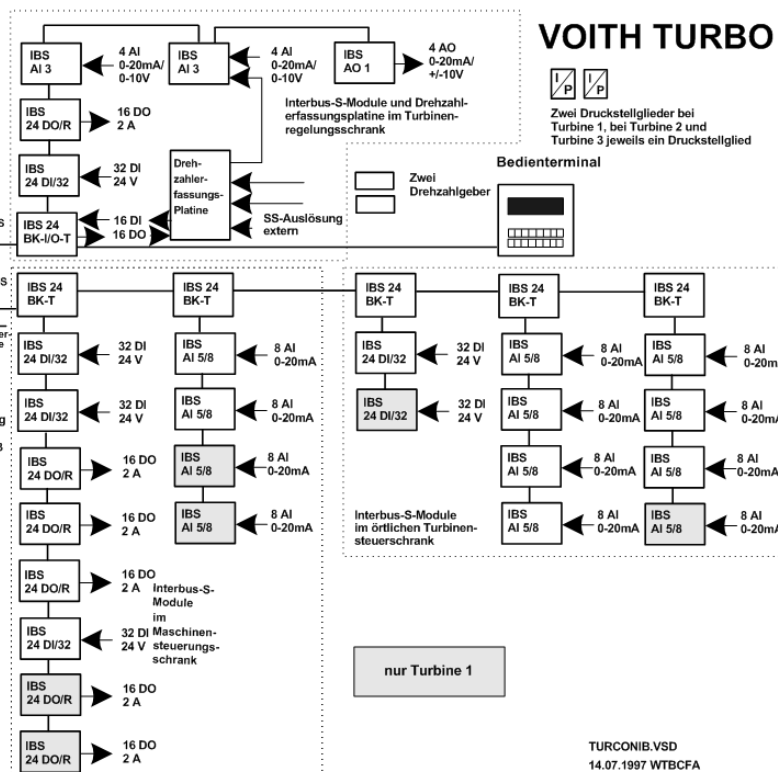 VOITH TURBO
IBS
AI 3
4 AI
0-20mA/
0-10V
IBS
AI 3
4 AI
0-20mA/
0-10V
IBS
AO 1
4 AO
0-20mA/
+/-10V
I
P
I
P
Zwei Druckstellglieder bei
Turbine 1, bei Turbine 2 und
Turbine 3 jeweils ein Druckstellglied
IBS
24 DO/R
16 DO
2 A
Interbus-S-Module und Drehzahl-
erfassungsplatine im Turbinen-
regelungsschrank
IBS
24 DI/32
32 DI
24 V
Dreh-
zahler-
fassungs-
Platine
Zwei
Drehzahlgeber
Bedienterminal
IBS 24
BK-I/O-T
16 DI
16 DO
SS-Auslösung
extern
IBS 24
BK-T
IBS 24
BK-T
IBS 24
BK-T
IBS 24
BK-T
IBS 24
BK-T
IBS
24 DI/32
32 DI
24 V
IBS
AI 5/8
8 AI
0-20mA
IBS
24 DI/32
32 DI
24 V
IBS
AI 5/8
8 AI
0-20mA
IBS
AI 5/8
8 AI
0-20mA
IBS
24 DI/32
32 DI
24 V
IBS
AI 5/8
8 AI
0-20mA
IBS
24 DI/32
32 DI
24 V
IBS
AI 5/8
8 AI
0-20mA
IBS
AI 5/8
8 AI
0-20mA
IBS
24 DO/R
16 DO
2 A
IBS
AI 5/8
8 AI
0-20mA
IBS
AI 5/8
8 AI
0-20mA
IBS
AI 5/8
8 AI
0-20mA
IBS
24 DO/R
16 DO
2 A
IBS
AI 5/8
8 AI
0-20mA
Interbus-S-Module
im örtlichen Turbinen-
steuerschrank
IBS
AI 5/8
8 AI
0-20mA
IBS
AI 5/8
8 AI
0-20mA
IBS
24 DO/R
16 DO
2 A
Interbus-S-
Module
im
Maschinen-
steuerungs-
schrank
IBS
24 DI/32
32 DI
24 V
nur Turbine 1
IBS
24 DO/R
16 DO
2 A
IBS
24 DO/R
16 DO
2 A
TURCONIB.VSD
14.07.1997 WTBCFA